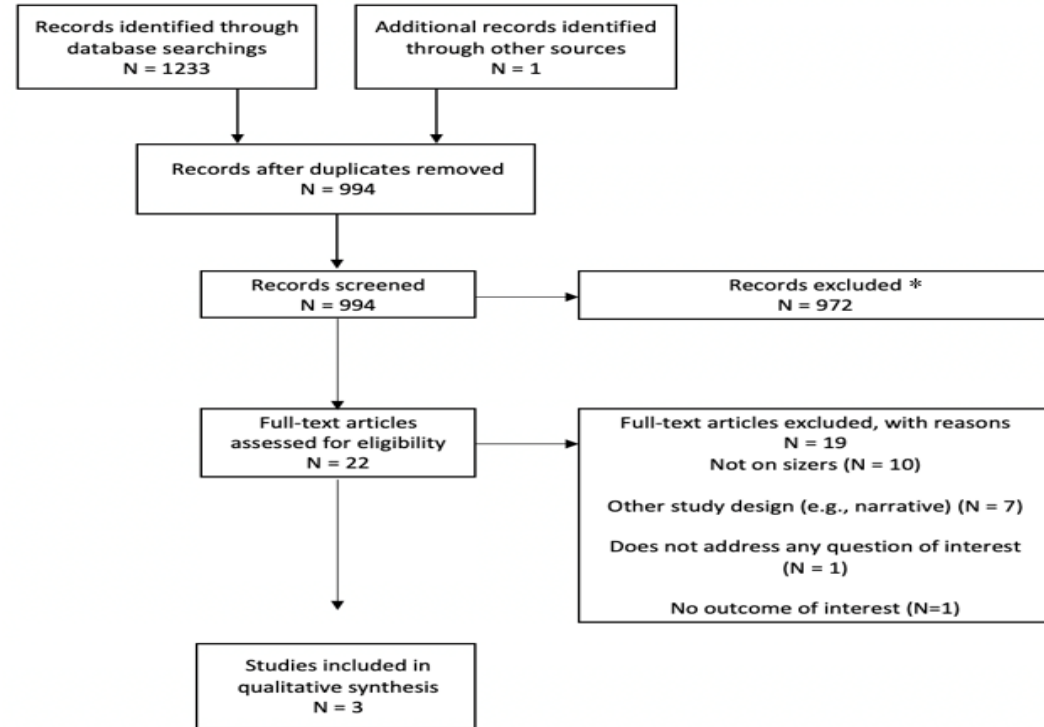 Records identified through
database searchings
N = 1233
Additional records identified
through other sources
N = 1
Records after duplicates removed
N = 994
Records screened
N = 994
Records excluded *
N = 972
Full-text articles
assessed for eligibility
N = 22
Full-text articles excluded, with reasons
N = 19
Not on sizers (N = 10)
Other study design (e.g., narrative) (N = 7)
Does not address any question of interest
(N = 1)
No outcome of interest (N=1)
Studies included in
qualitative synthesis
N = 3